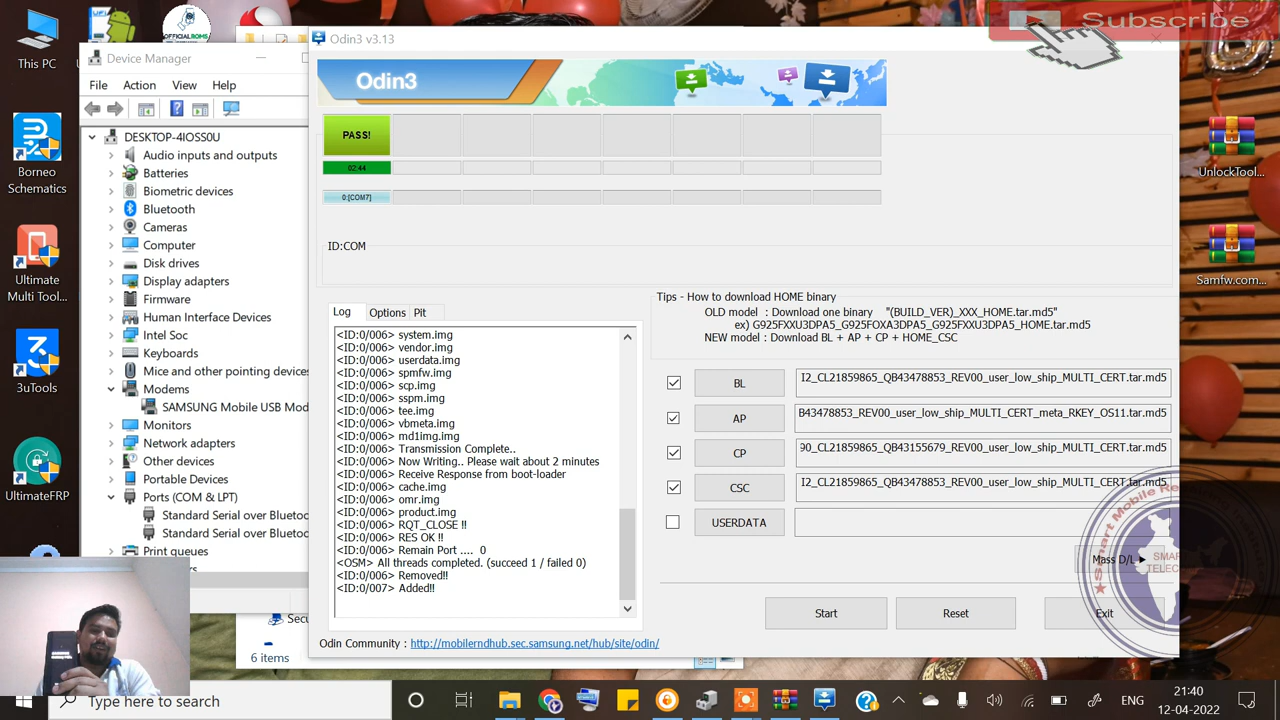 Subscribe
This PC
OFFICIALROMS
Borneo
Schematics
Ultimate
Multi Tool...
3uTools
UltimateFRP
Device Manager
File Action View Help
DESKTOP-4IOSS0U
Audio inputs and outputs
Batteries
Biometric devices
Bluetooth
Cameras
Computer
Disk drives
Display adapters
Firmware
Human Interface Devices
Intel Soc
Keyboards
Mice and other pointing devices
Modems
SAMSUNG Mobile USB Mod
Monitors
Network adapters
Other devices
Portable Devices
Ports (COM & LPT)
Standard Serial over Bluetoo
Standard Serial over Bluetoo
Print queues
Secu
6 items
Odin3 v3.13
Odin3
PASS!
02:44
0:[COM7]
ID:COM
Log Options Pit
<ID:0/006> system.img
<ID:0/006> vendor.img
<ID:0/006> userdata.img
<ID:0/006> spmfw.img
<ID:0/006> scp.img
<ID:0/006> sspm.img
<ID:0/006> tee.img
<ID:0/006> vbmeta.img
<ID:0/006> md1img.img
<ID:0/006> Transmission Complete..
<ID:0/006> Now Writing.. Please wait about 2 minutes
<ID:0/006> Receive Response from boot-loader
<ID:0/006> cache.img
<ID:0/006> omr.img
<ID:0/006> product.img
<ID:0/006> RQT_CLOSE !!
<ID:0/006> RES OK !!
<ID:0/006> Remain Port .... 0
<OSM> All threads completed. (succeed 1 / failed 0)
<ID:0/006> Removed!!
<ID:0/007> Added!!
Odin Community : http://mobilerndhub.sec.samsung.net/hub/site/odin/
Tips - How to download HOME binary
OLD model : Download one binary "(BUILD_VER)_XXX_HOME.tar.md5"
ex) G925FXXU3DPA5_G925FOXA3DPA5_G925FXXU3DPA5_HOME.tar.md5
NEW model : Download BL + AP + CP + HOME_CSC
BL I2_CL21859865_QB43478853_REV00_user_low_ship_MULTI_CERT.tar.md5
AP B43478853_REV00_user_low_ship_MULTI_CERT_meta_RKEY_OS11.tar.md5
CP 90_CL21859865_QB43155679_REV00_user_low_ship_MULTI_CERT.tar.md5
CSC I2_CL21859865_QB43478853_REV00_user_low_ship_MULTI_CERT.tar.md5
USERDATA
Mass D/L
Start Reset Exit
UnlockTool...
Samfw.com...
SMAR
TELEC
Type here to search
ENG
21:40
12-04-2022